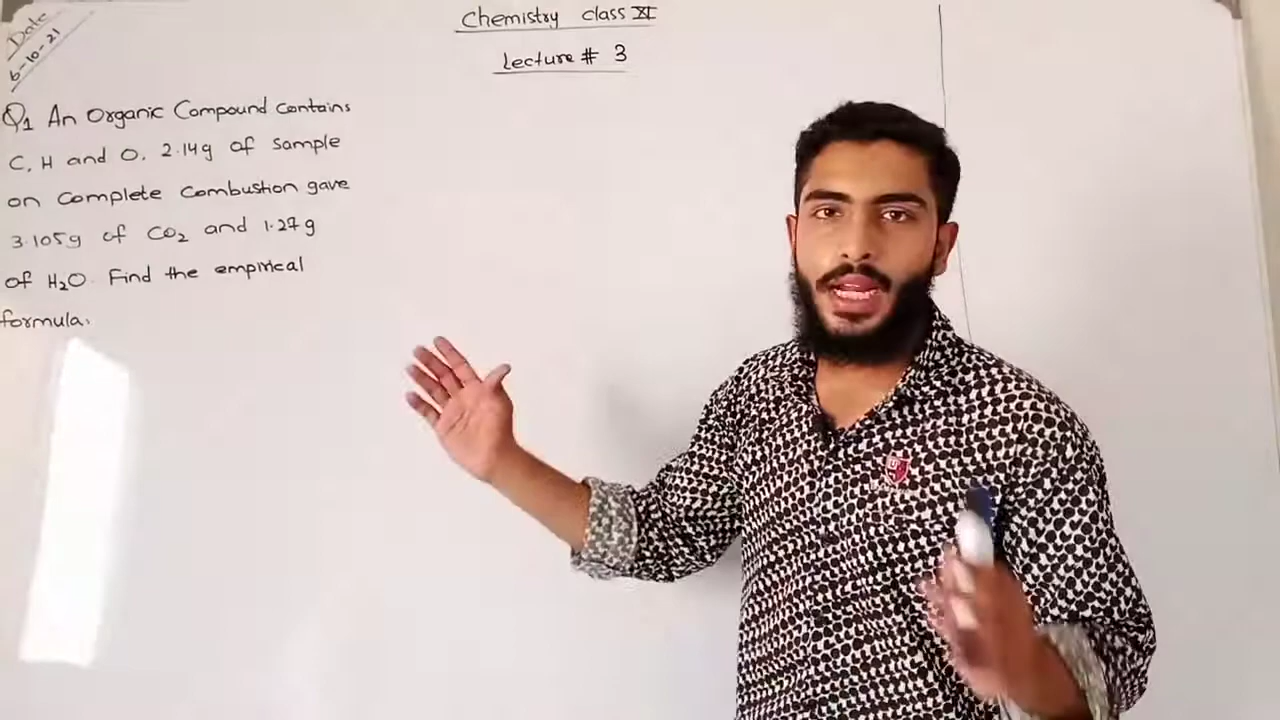 Date
6-10-21
Chemistry class XI
Lecture # 3
Q1 An Organic Compound contains
C, H and O. 2.14g of sample
on complete combustion gave
3.105g of CO₂ and 1.27g
of H₂O. Find the empirical
formula.